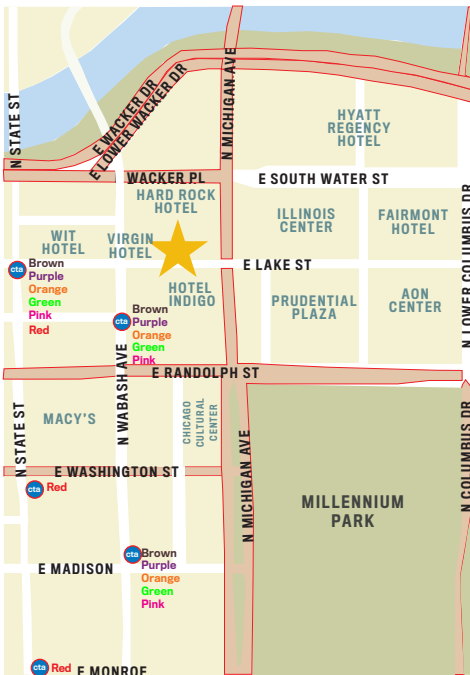 N STATE ST
E WACKER DR
E LOWER WACKER DR
N MICHIGAN AVE
HYATT
REGENCY
HOTEL
WACKER PL
E SOUTH WATER ST
HARD ROCK
HOTEL
ILLINOIS
CENTER
FAIRMONT
HOTEL
N LOWER COLUMBUS DR
WIT
HOTEL
VIRGIN
HOTEL
E LAKE ST
cta
Brown
Purple
Orange
Green
Pink
Red
HOTEL
INDIGO
PRUDENTIAL
PLAZA
AON
CENTER
cta
Brown
Purple
Orange
Green
Pink
N WABASH AVE
E RANDOLPH ST
N STATE ST
MACY'S
CHICAGO
CULTURAL
CENTER
N MICHIGAN AVE
N COLUMBUS DR
E WASHINGTON ST
cta Red
MILLENNIUM
PARK
cta
Brown
Purple
Orange
Green
Pink
E MADISON
cta Red
E MONROE